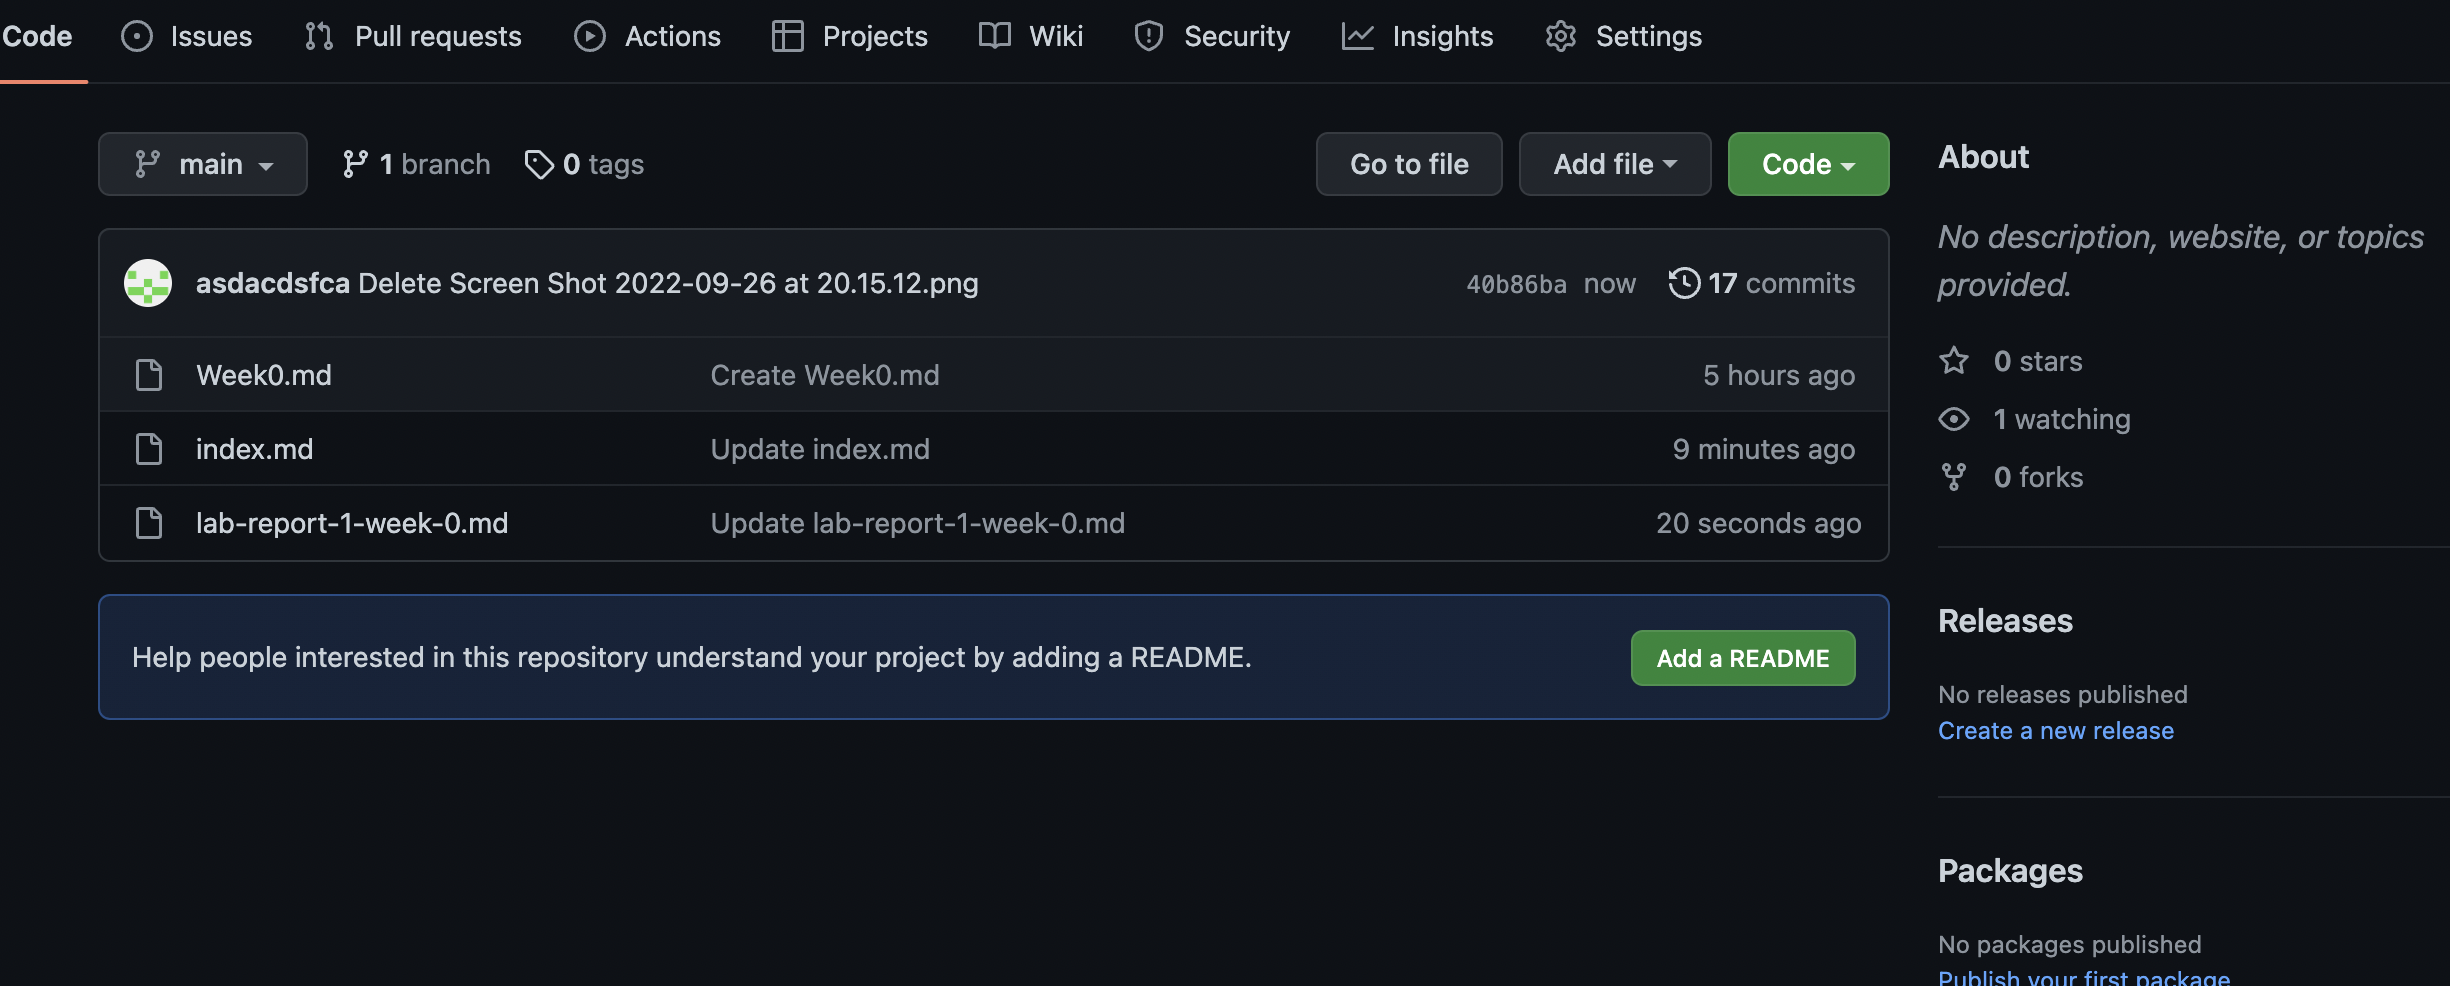 Code Issues Pull requests Actions Projects Wiki Security Insights Settings
main 1 branch 0 tags Go to file Add file Code
asdacdsfca Delete Screen Shot 2022-09-26 at 20.15.12.png 40b86ba now 17 commits
Week0.md Create Week0.md 5 hours ago
index.md Update index.md 9 minutes ago
lab-report-1-week-0.md Update lab-report-1-week-0.md 20 seconds ago
Help people interested in this repository understand your project by adding a README. Add a README
About
No description, website, or topics
provided.
0 stars
1 watching
0 forks
Releases
No releases published
Create a new release
Packages
No packages published
Publish your first package